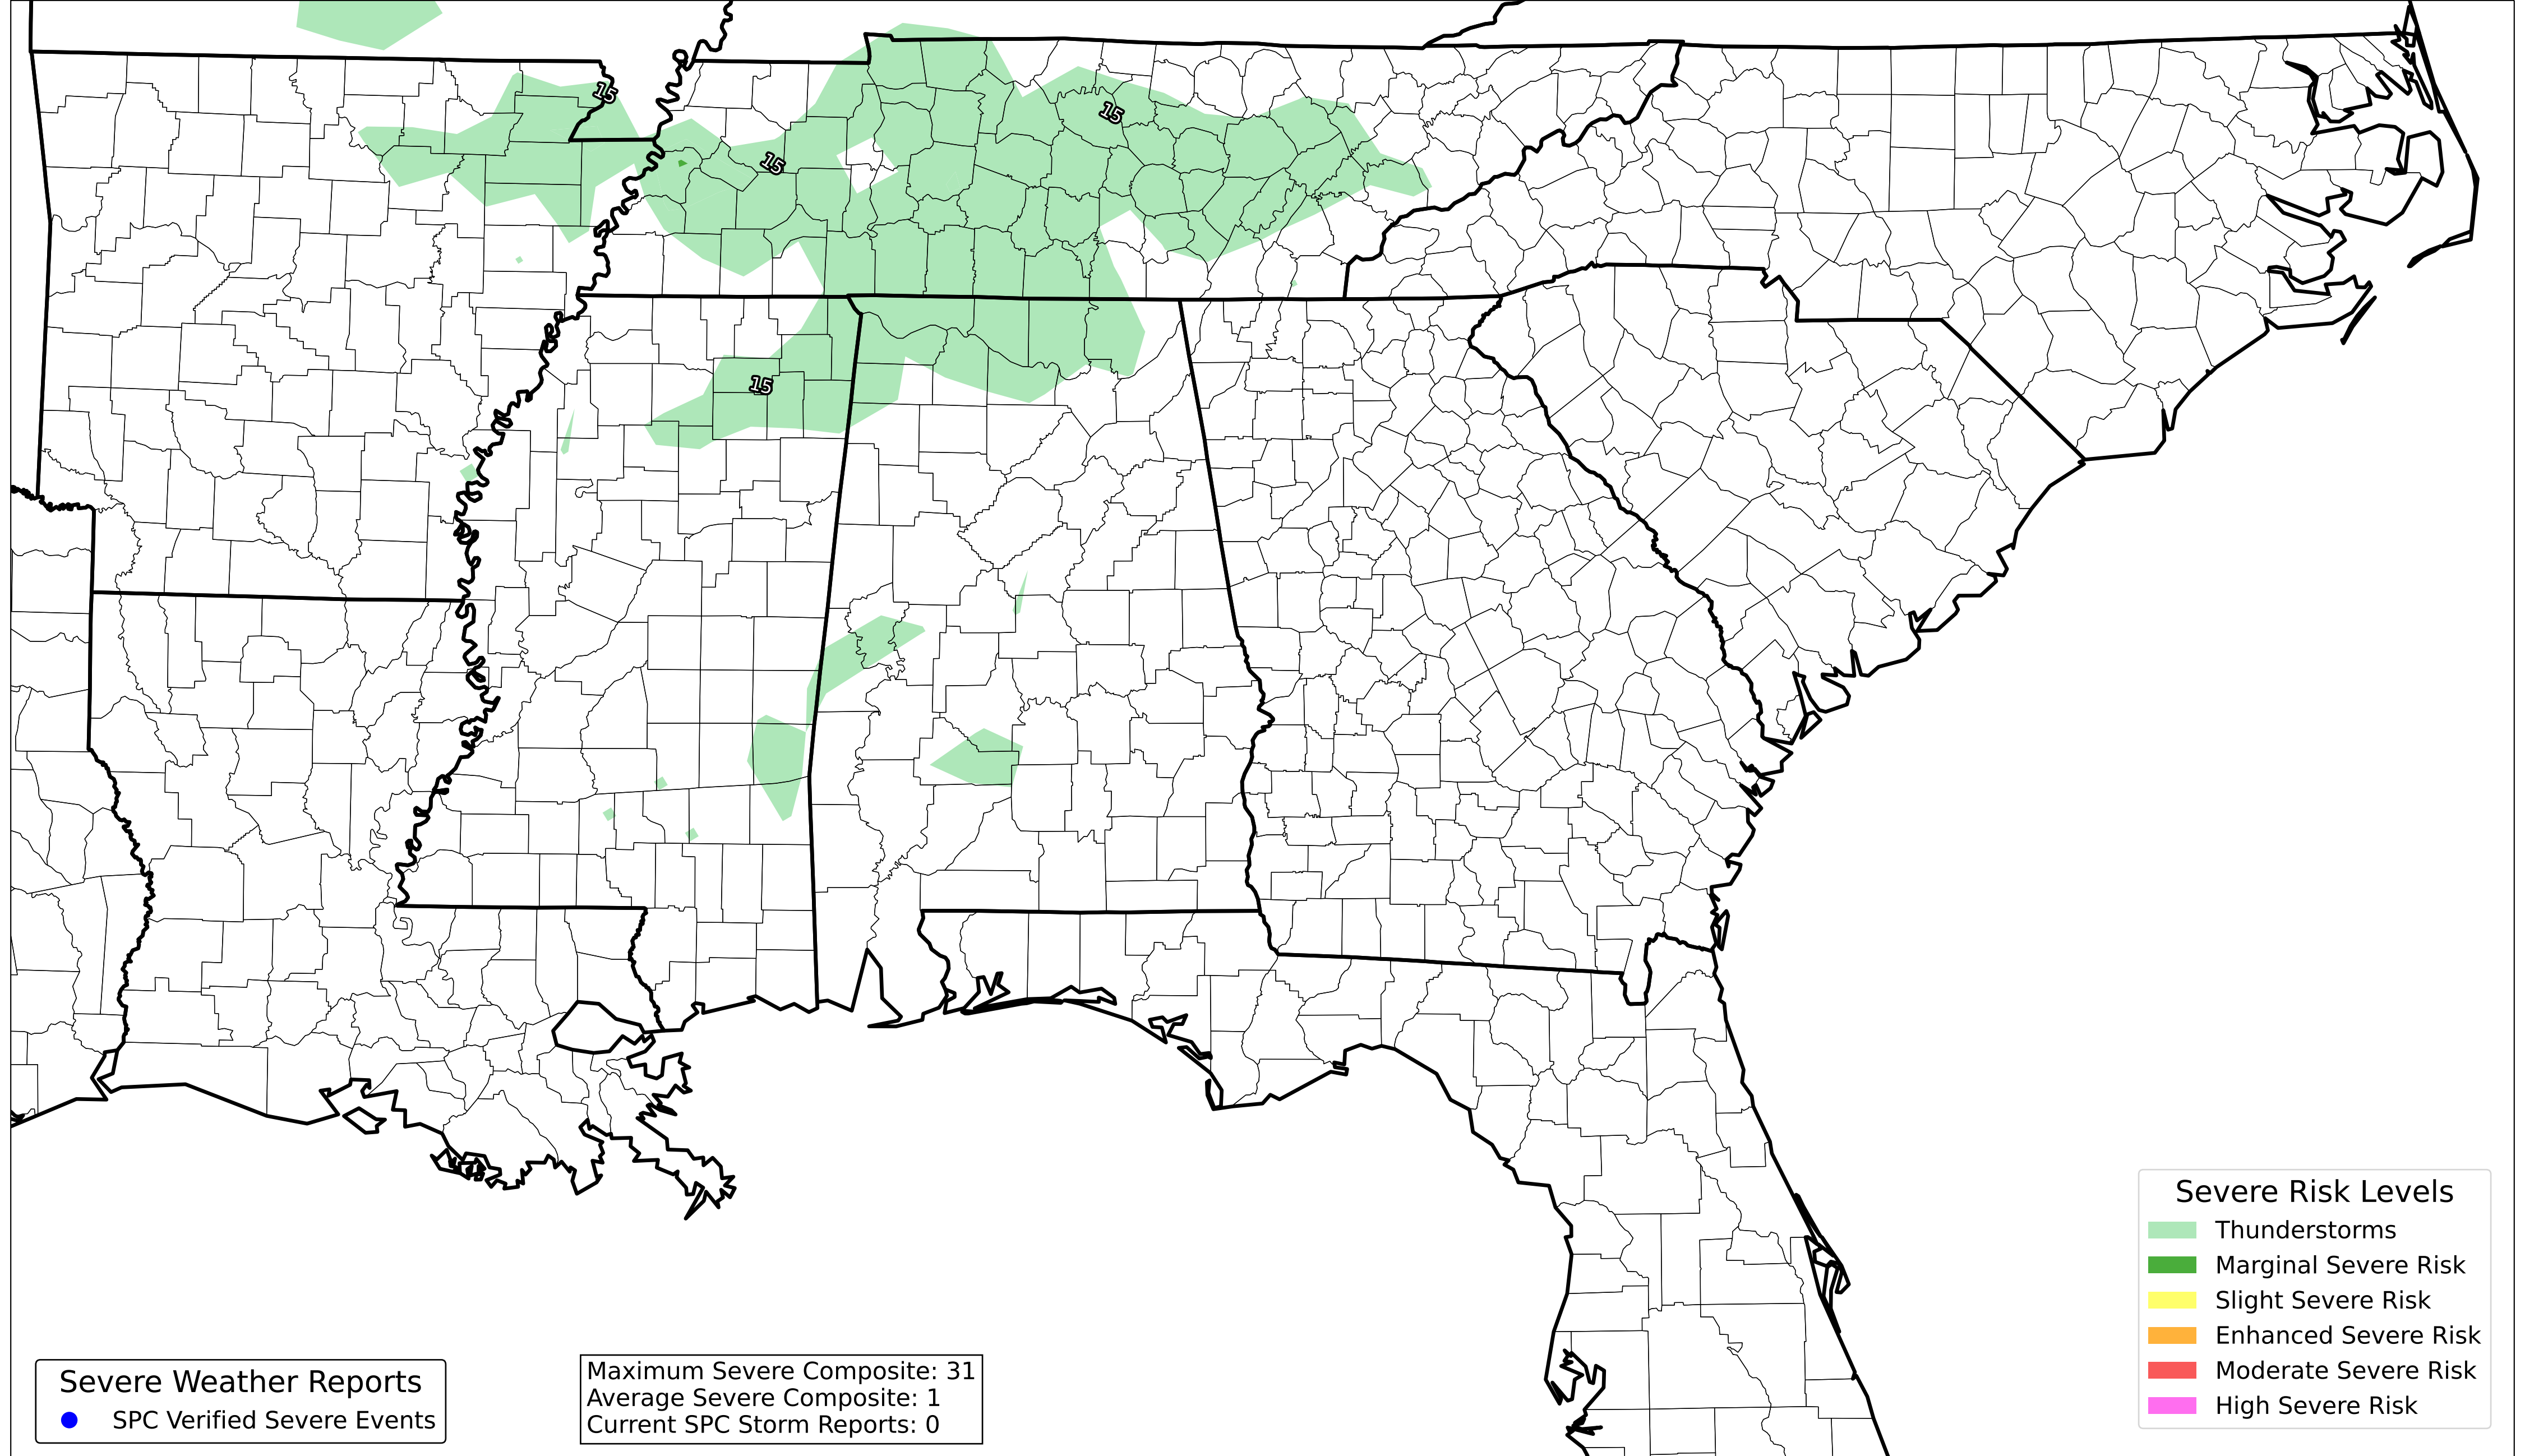 15
15
15
15
Severe Risk Levels
Thunderstorms
Marginal Severe Risk
Slight Severe Risk
Enhanced Severe Risk
Moderate Severe Risk
High Severe Risk
Severe Weather Reports
SPC Verified Severe Events
Maximum Severe Composite: 31
Average Severe Composite: 1
Current SPC Storm Reports: 0